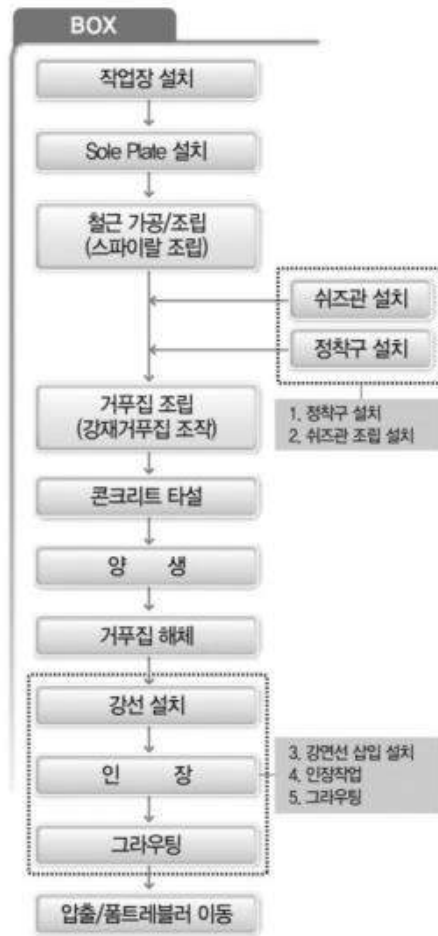 BOX
작업장 설치
Sole Plate 설치
철근 가공/조립
(스파이랄 조립)
쉬즈관 설치
정착구 설치
1. 정착구 설치
2. 쉬즈관 조립 설치
거푸집 조립
(강재거푸집 조작)
콘크리트 타설
양 생
거푸집 해체
강선 설치
인 장
그라우팅
3. 강연선 삽입 설치
4. 인장작업
5. 그라우팅
압출/폼트레블러 이동